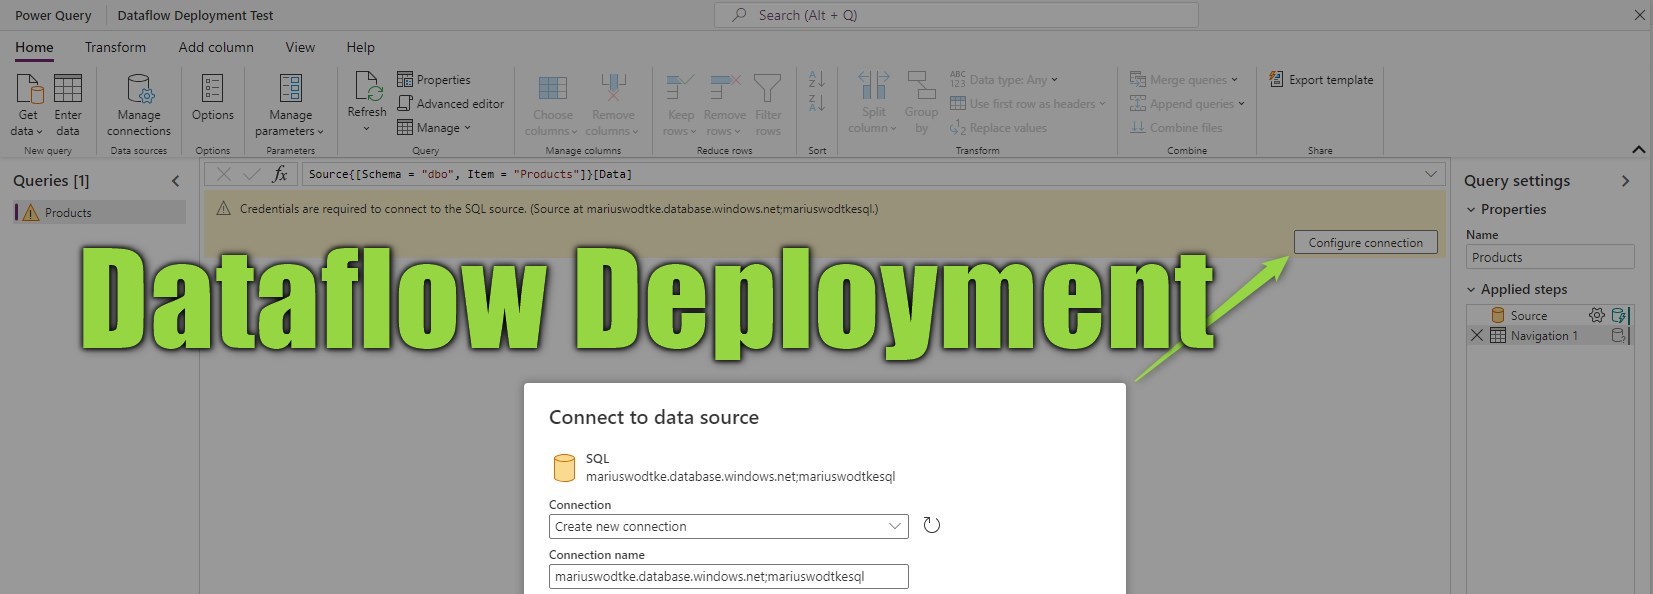 Power Query Dataflow Deployment Test Search (Alt + Q)
Home Transform Add column View Help
Get data
Enter data
New query
Manage connections
Data sources
Options
Options
Manage parameters
Parameters
Refresh
Properties
Advanced editor
Manage
Query
Choose columns
Remove columns
Manage columns
Keep rows
Remove rows
Filter rows
Reduce rows
A
Z
Z
A
Sort
Split column
Group by
ABC
123
Data type: Any
Use first row as headers
1
2
Replace values
Transform
Merge queries
Append queries
Combine files
Combine
Export template
Share
Queries [1]
Products
fx Source{[Schema = "dbo", Item = "Products"]}[Data]
Credentials are required to connect to the SQL source. (Source at mariuswodtke.database.windows.net;mariuswodtkesql.)
Configure connection
Dataflow Deployment
Query settings
Properties
Name
Products
Applied steps
Source
Navigation 1
Connect to data source
SQL
mariuswodtke.database.windows.net;mariuswodtkesql
Connection
Create new connection
Connection name
mariuswodtke.database.windows.net;mariuswodtkesql